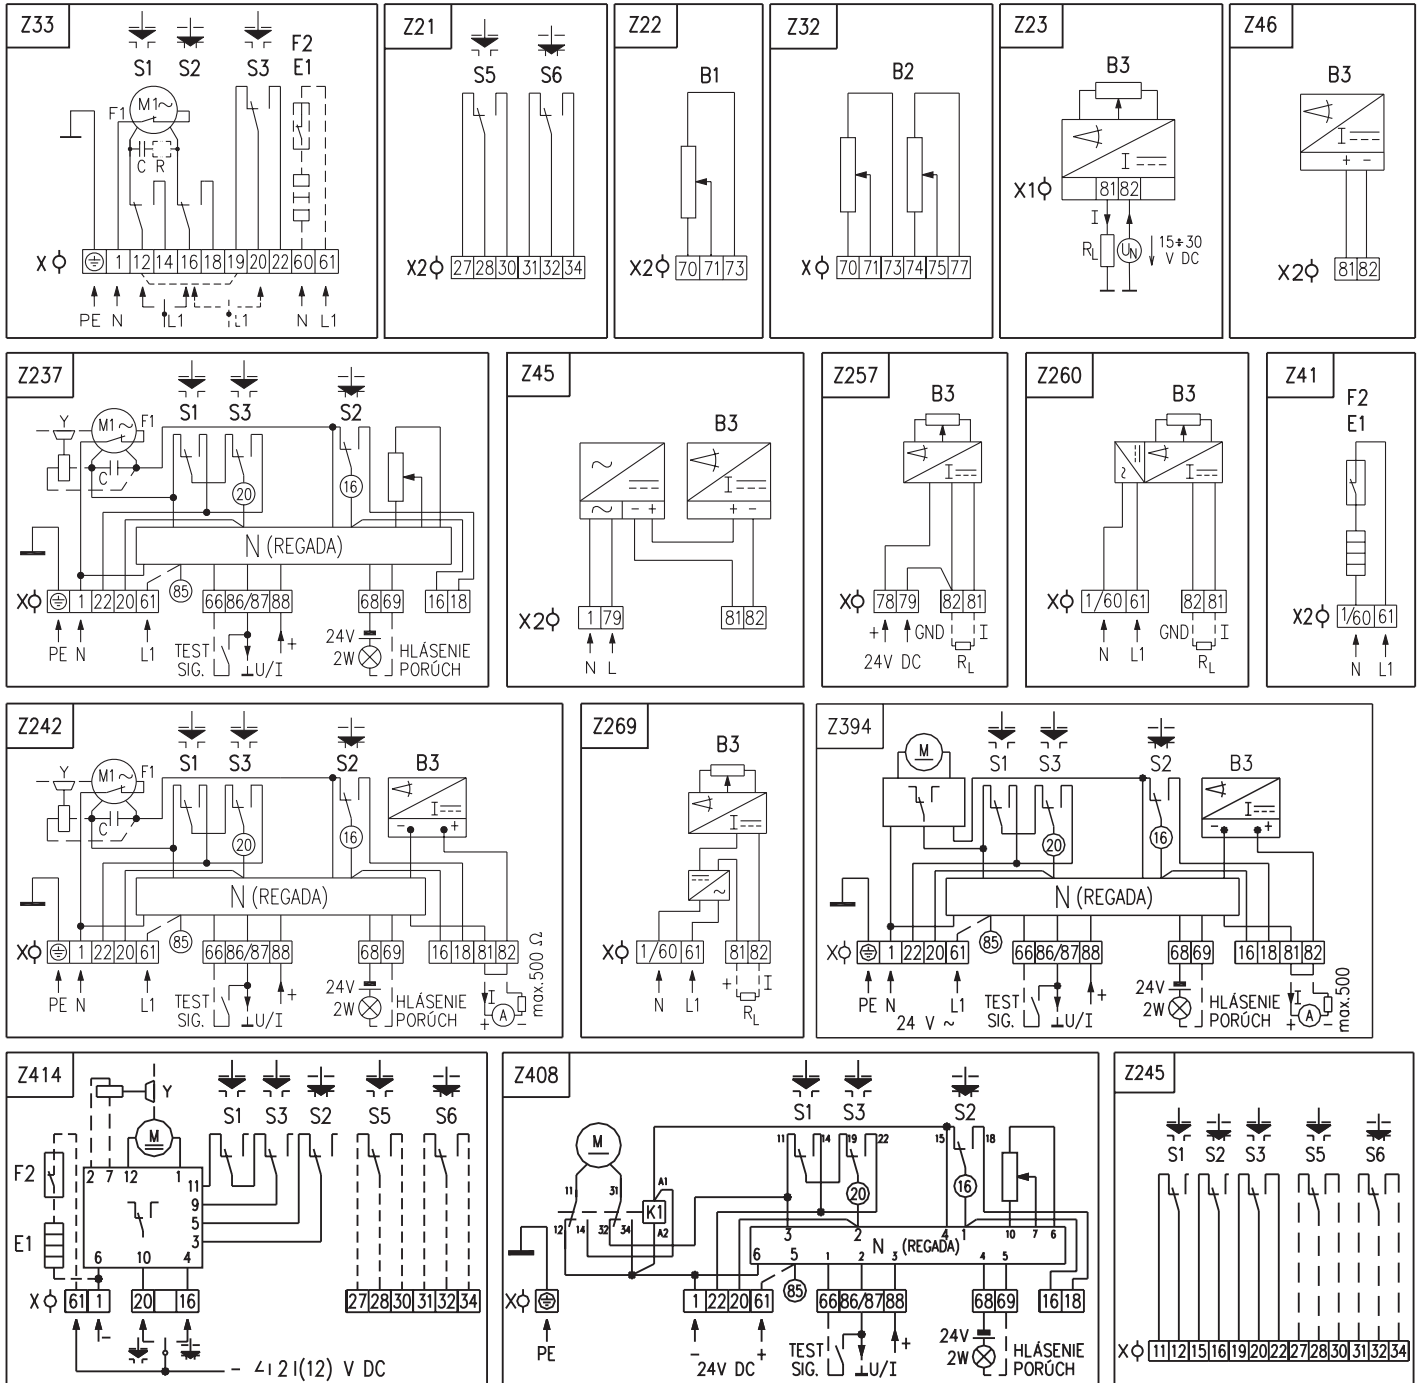 Z33
F2
S1 S2 S3 E1
F1 M1~
C R
X 1 12 14 16 18 19 20 22 60 61
PE N L1 L1 N L1
Z21
S5 S6
X2 27 28 30 31 32 34
Z22
B1
X2 70 71 73
Z32
B2
X 70 71 73 74 75 77
Z23
B3
I
X1 81 82
I
RL UN 15÷30
V DC
Z46
B3
+ -
X2 81 82
Z237
S1 S3 S2
Y M1~ F1
C 20 16
N (REGADA)
X 1 22 20 61 85 66 86/87 88 68 69 16 18
PE N L1 TEST SIG. U/I + 24V 2W HLÁSENIE
PORÚCH
Z45
B3
~ I
~ - + + -
X2 1 79 81 82
N L
Z257
B3
I
X 78 79 82 81
+ GND I
24V DC RL
Z260
B3
~ I
X 1/60 61 82 81
N L1 GND I
RL
Z41
F2
E1
X2 1/60 61
N L1
Z242
S1 S3 S2 B3
Y M1~ F1
C 20 16 I - +
N (REGADA)
X 1 22 20 61 85 66 86/87 88 68 69 16 18 81 82
PE N L1 TEST SIG. U/I + 24V 2W HLÁSENIE
PORÚCH I + A - max.500 Ω
Z269
B3
I
~
X 1/60 61 81 82
N L1 + I
RL
Z394
M S1 S3 S2 B3
20 16 I - +
N (REGADA)
X 1 22 20 61 85 66 86/87 88 68 69 16 18 81 82
PE N L1 TEST SIG. U/I + 24V 2W HLÁSENIE
PORÚCH I + A - max.500
24 V ~
Z414
Y
S1 S3 S2 S5 S6
M
F2 2 7 12 1
11
9
5
E1 3
6 10 4
X 61 1 20 16 27 28 30 31 32 34
-
- 21(12) V DC
Z408
S1 S3 S2
M 11 14 19 22 15 18
11 31 A1 20 16
12 14 32 34 K1 A2
3 2 4 1 10 7 6
N (REGADA)
6 5 1 2 3 4 5
X 1 22 20 61 85 66 86/87 88 68 69 16 18
PE - + TEST SIG. U/I + 24V 2W HLÁSENIE
PORÚCH
24V DC
Z245
S1 S2 S3 S5 S6
X 11 12 15 16 19 20 22 27 28 30 31 32 34